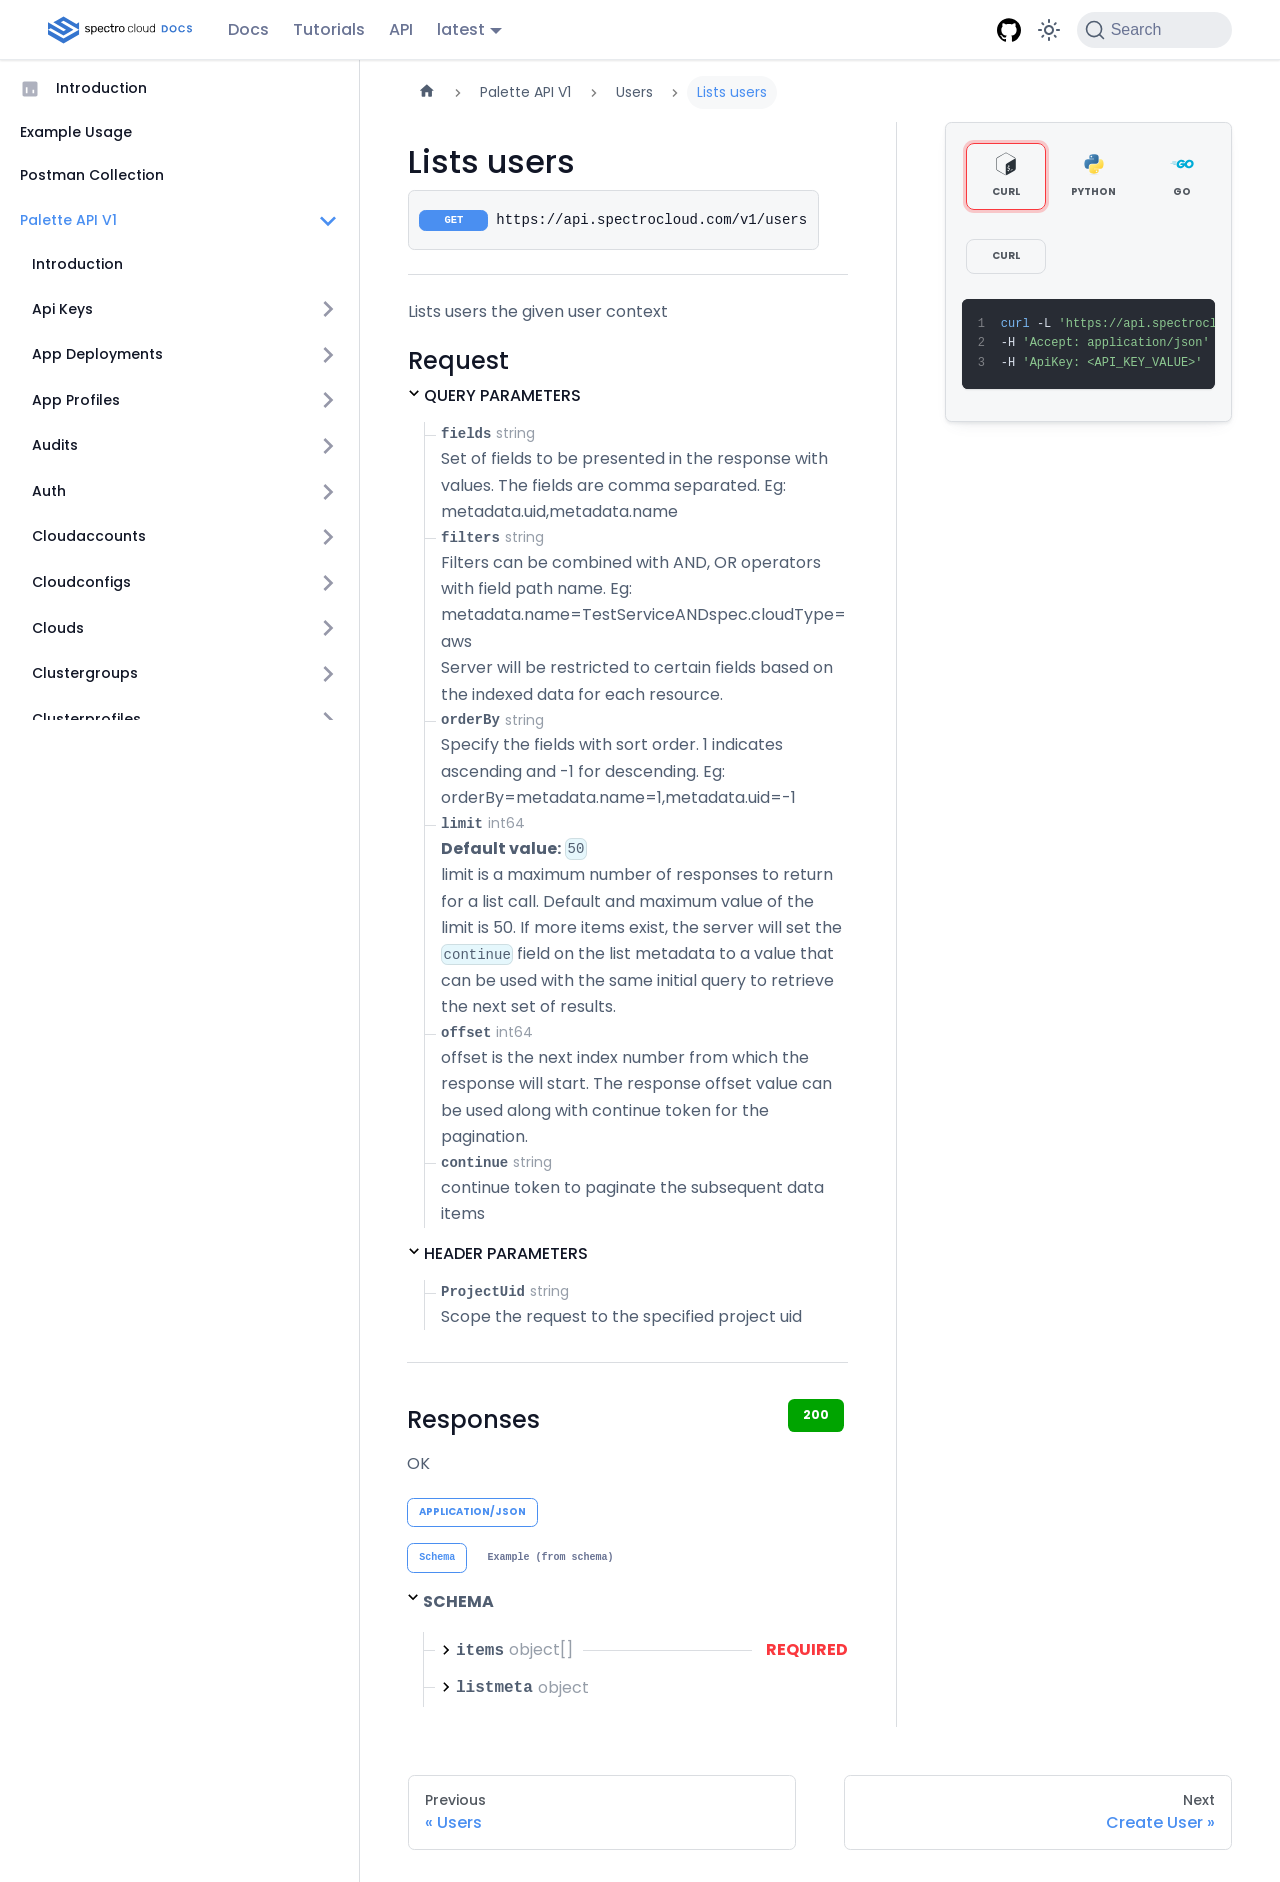 spectro cloud DOCS Docs Tutorials API latest Search
Introduction
Example Usage
Postman Collection
Palette API V1
Introduction
Api Keys
App Deployments
App Profiles
Audits
Auth
Cloudaccounts
Cloudconfigs
Clouds
Clustergroups
Clusterprofiles
Palette API V1 Users Lists users
Lists users
GET https://api.spectrocloud.com/v1/users
Lists users the given user context
Request
QUERY PARAMETERS
fields string
Set of fields to be presented in the response with
values. The fields are comma separated. Eg:
metadata.uid,metadata.name
filters string
Filters can be combined with AND, OR operators
with field path name. Eg:
metadata.name=TestServiceANDspec.cloudType=
aws
Server will be restricted to certain fields based on
the indexed data for each resource.
orderBy string
Specify the fields with sort order. 1 indicates
ascending and -1 for descending. Eg:
orderBy=metadata.name=1,metadata.uid=-1
limit int64
Default value: 50
limit is a maximum number of responses to return
for a list call. Default and maximum value of the
limit is 50. If more items exist, the server will set the
continue field on the list metadata to a value that
can be used with the same initial query to retrieve
the next set of results.
offset int64
offset is the next index number from which the
response will start. The response offset value can
be used along with continue token for the
pagination.
continue string
continue token to paginate the subsequent data
items
HEADER PARAMETERS
ProjectUid string
Scope the request to the specified project uid
Responses
200
OK
APPLICATION/JSON
Schema Example (from schema)
SCHEMA
items object[] REQUIRED
listmeta object
CURL PYTHON GO
CURL
1 curl -L 'https://api.spectrocl
2 -H 'Accept: application/json'
3 -H 'ApiKey: <API_KEY_VALUE>'
Previous
« Users
Next
Create User »